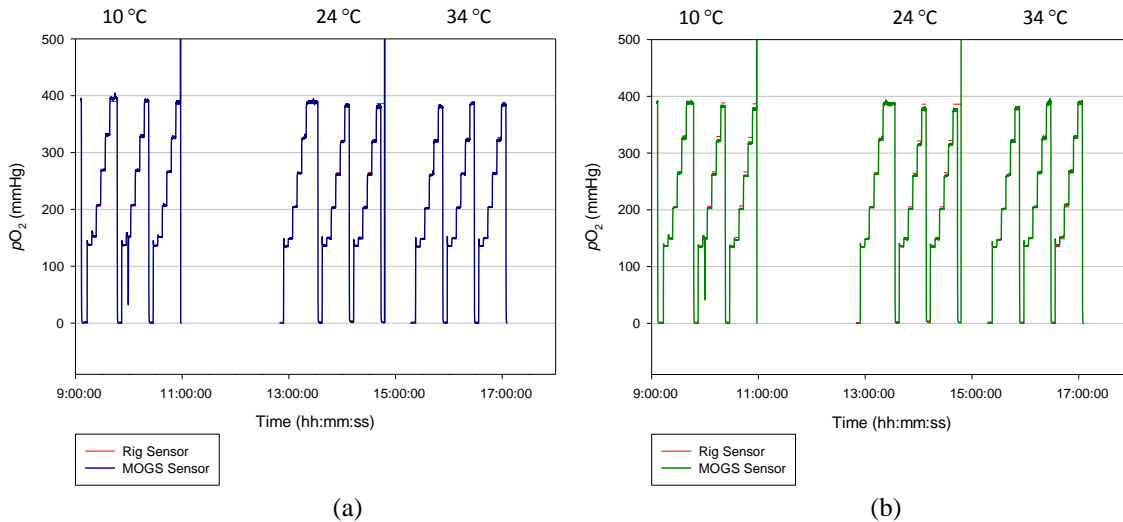 10 °C 24 °C 34 °C
500
400
300
200
100
0
pO2 (mmHg)
9:00:00 11:00:00 13:00:00 15:00:00 17:00:00
Time (hh:mm:ss)
Rig Sensor
MOGS Sensor
(a)
10 °C 24 °C 34 °C
500
400
300
200
100
0
pO2 (mmHg)
9:00:00 11:00:00 13:00:00 15:00:00 17:00:00
Time (hh:mm:ss)
Rig Sensor
MOGS Sensor
(b)